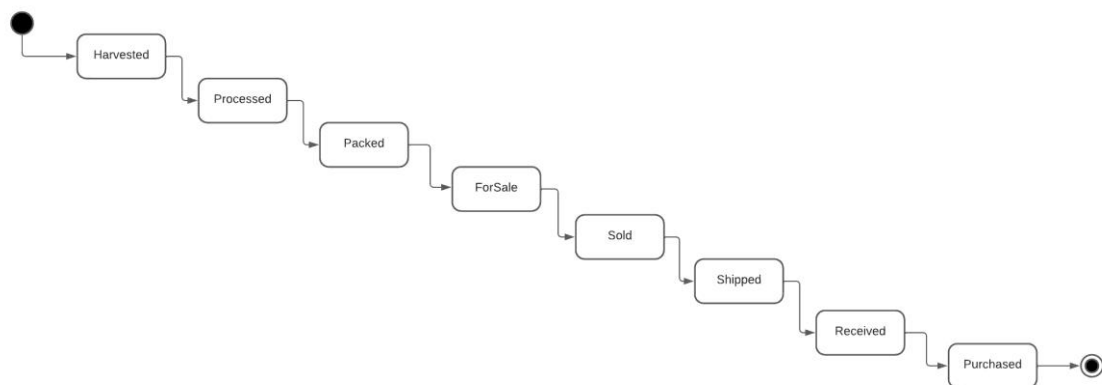 Harvested
Processed
Packed
ForSale
Sold
Shipped
Received
Purchased